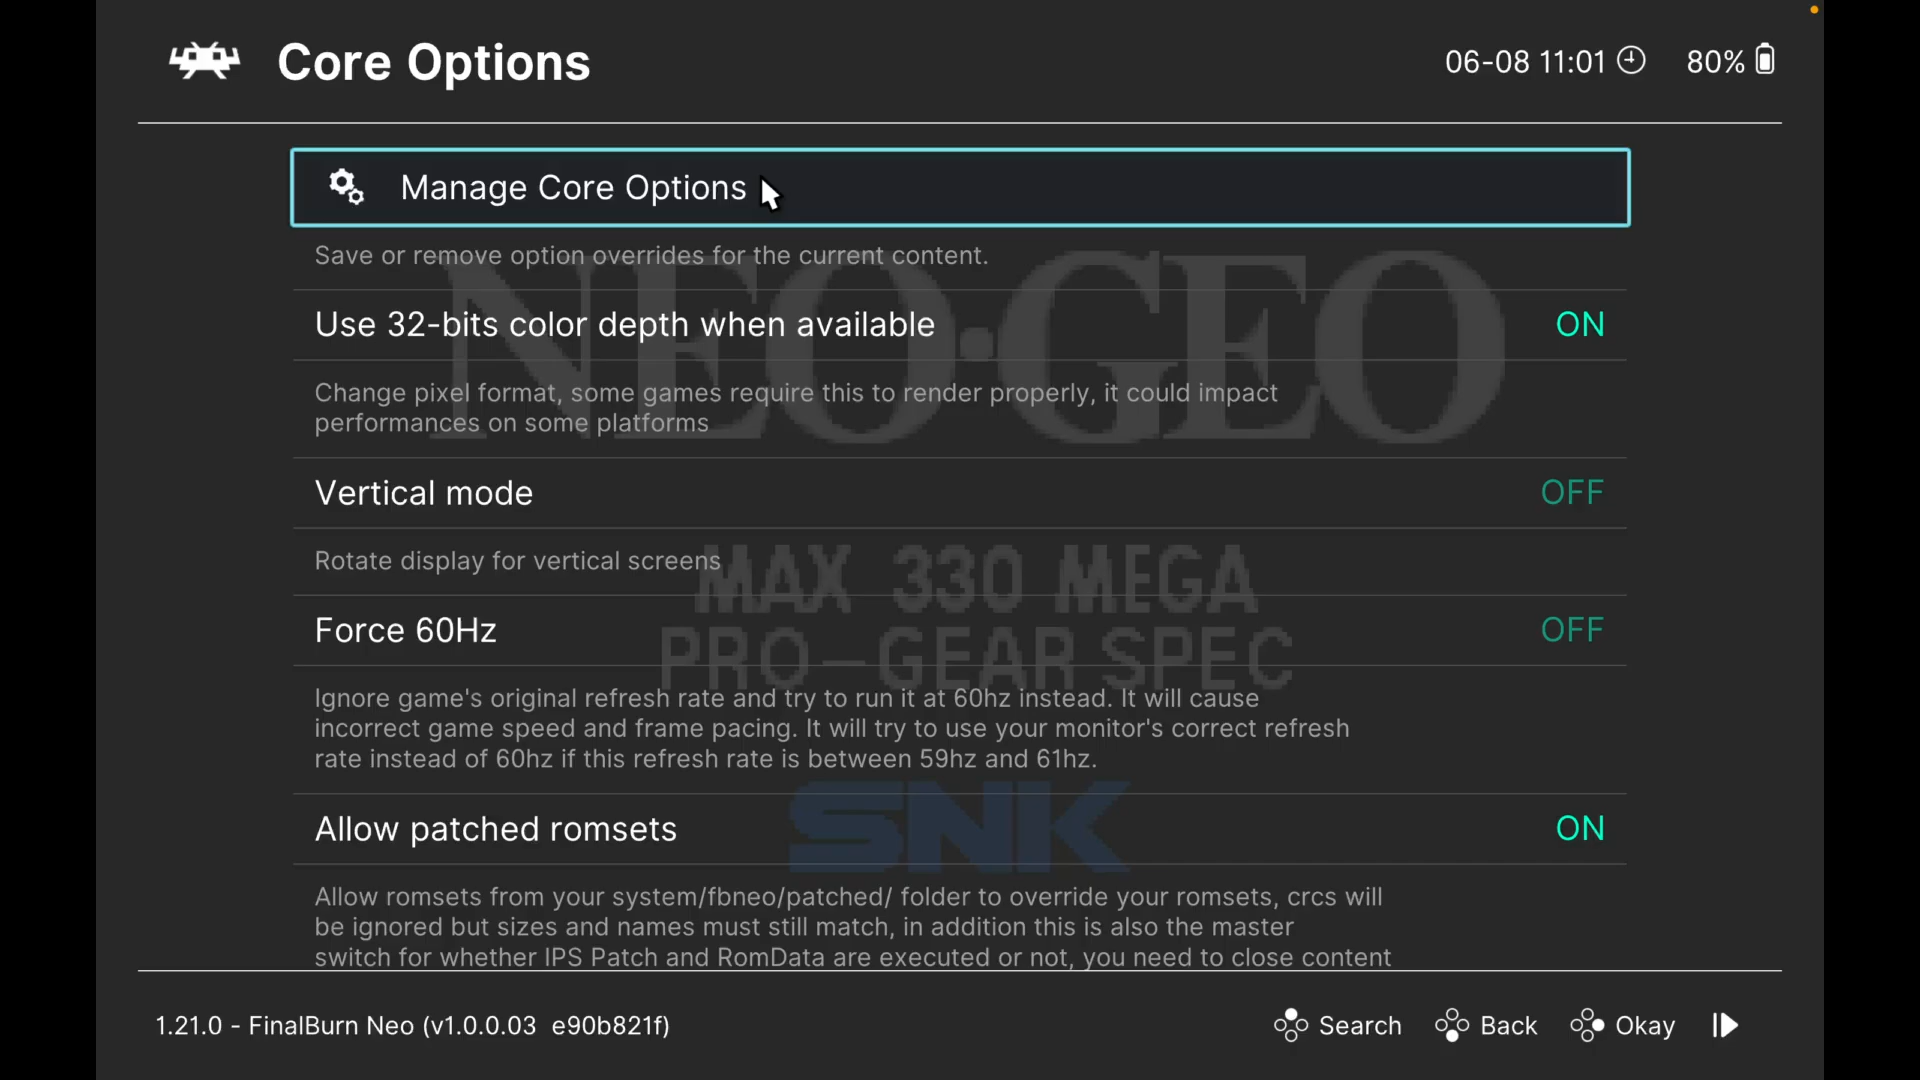 Core Options
06-08 11:01
80%
Manage Core Options
Save or remove option overrides for the current content.
NEO·GEO
Use 32-bits color depth when available ON
Change pixel format, some games require this to render properly, it could impact
performances on some platforms
Vertical mode OFF
Rotate display for vertical screens
MAX 330 MEGA
Force 60Hz OFF
PRO-GEAR SPEC
Ignore game's original refresh rate and try to run it at 60hz instead. It will cause
incorrect game speed and frame pacing. It will try to use your monitor's correct refresh
rate instead of 60hz if this refresh rate is between 59hz and 61hz.
SNK
Allow patched romsets ON
Allow romsets from your system/fbneo/patched/ folder to override your romsets, crcs will
be ignored but sizes and names must still match, in addition this is also the master
switch for whether IPS Patch and RomData are executed or not, you need to close content
1.21.0 - FinalBurn Neo (v1.0.0.03 e90b821f)
Search
Back
Okay